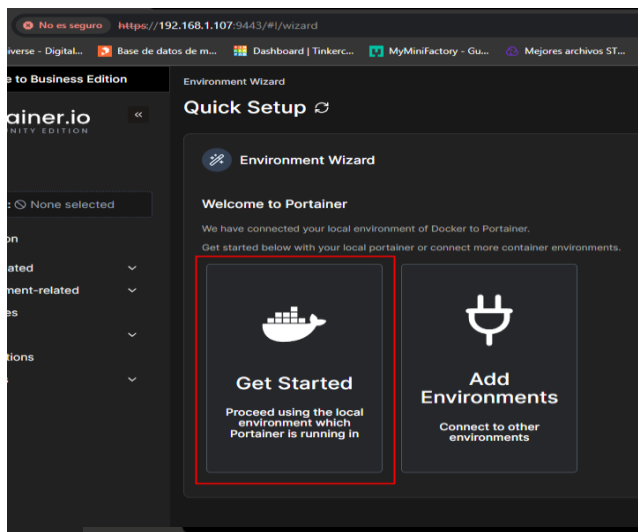 No es seguro https://192.168.1.107:9443/#!/wizard
iverse - Digital... Base de datos de m... Dashboard | Tinkerc... MyMiniFactory - Gu... Mejores archivos ST...
e to Business Edition
Environment Wizard
ainer.io «
NITY EDITION
Quick Setup
Environment Wizard
: None selected
Welcome to Portainer
We have connected your local environment of Docker to Portainer.
on
Get started below with your local portainer or connect more container environments.
ated
ment-related
es
tions
s
Get Started
Proceed using the local
environment which
Portainer is running in
Add
Environments
Connect to other
environments